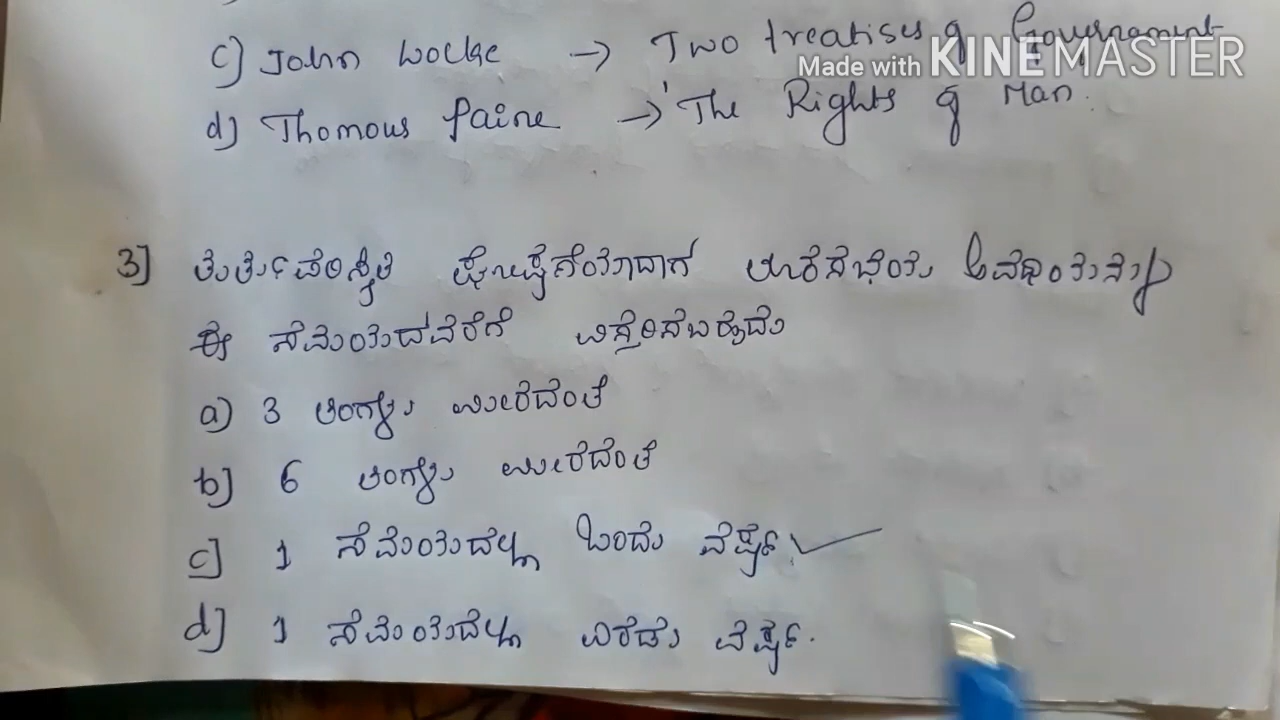 c) John Locke → Two treatises of Government
Made with KINEMASTER
d) Thomous Paine → The Rights of Man.
3] ತುರ್ತುಪರಿಸ್ಥಿತಿ ಘೋಷಣೆಯಾದಾಗ ಲೋಕಸಭೆಯ ಅವಧಿಯನ್ನು
ಈ ಸಮಯದವರೆಗೆ ವಿಸ್ತರಿಸಬಹುದು
a) 3 ತಿಂಗಳು ಮೀರದಂತೆ
b) 6 ತಿಂಗಳು ಮೀರದಂತೆ
c) 1 ಸಮಯದಲ್ಲಿ ಒಂದು ವರ್ಷ.
d) 1 ಸಮಯದಲ್ಲಿ ಎರಡು ವರ್ಷ.